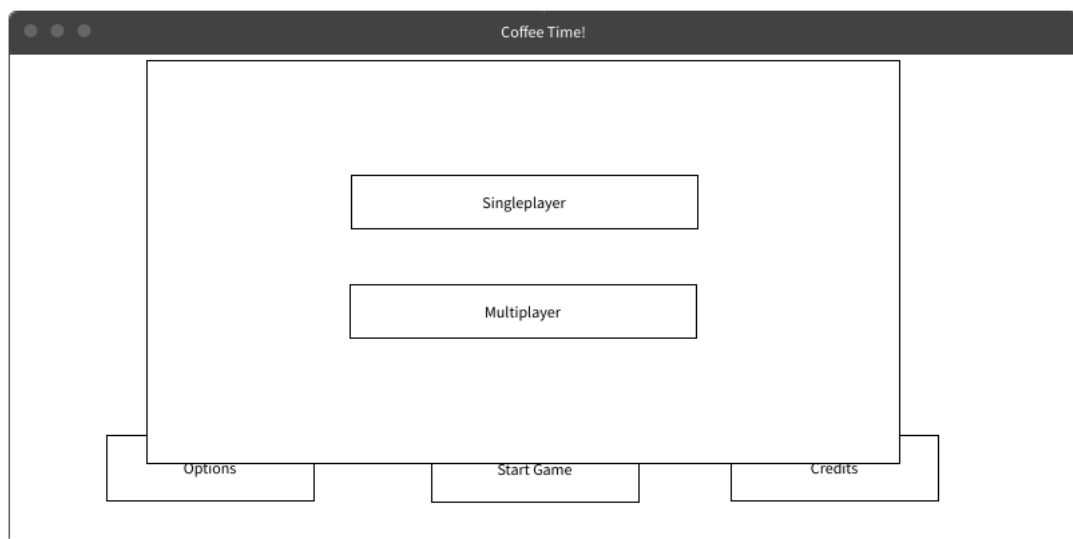 Coffee Time!
Singleplayer
Multiplayer
Options
Start Game
Credits